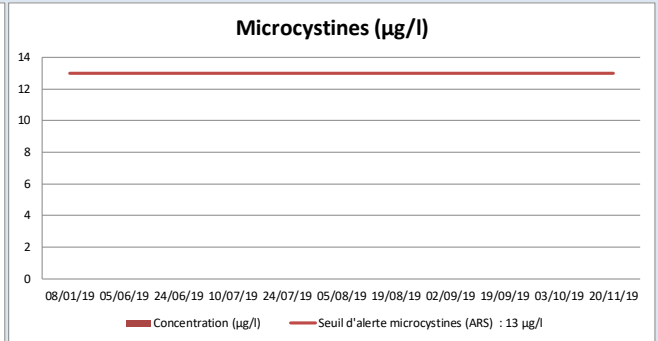 Microcystines (µg/l)
14
12
10
8
6
4
2
0
08/01/19 05/06/19 24/06/19 10/07/19 24/07/19 05/08/19 19/08/19 02/09/19 19/09/19 03/10/19 20/11/19
Concentration (µg/l) Seuil d'alerte microcystines (ARS) : 13 µg/l